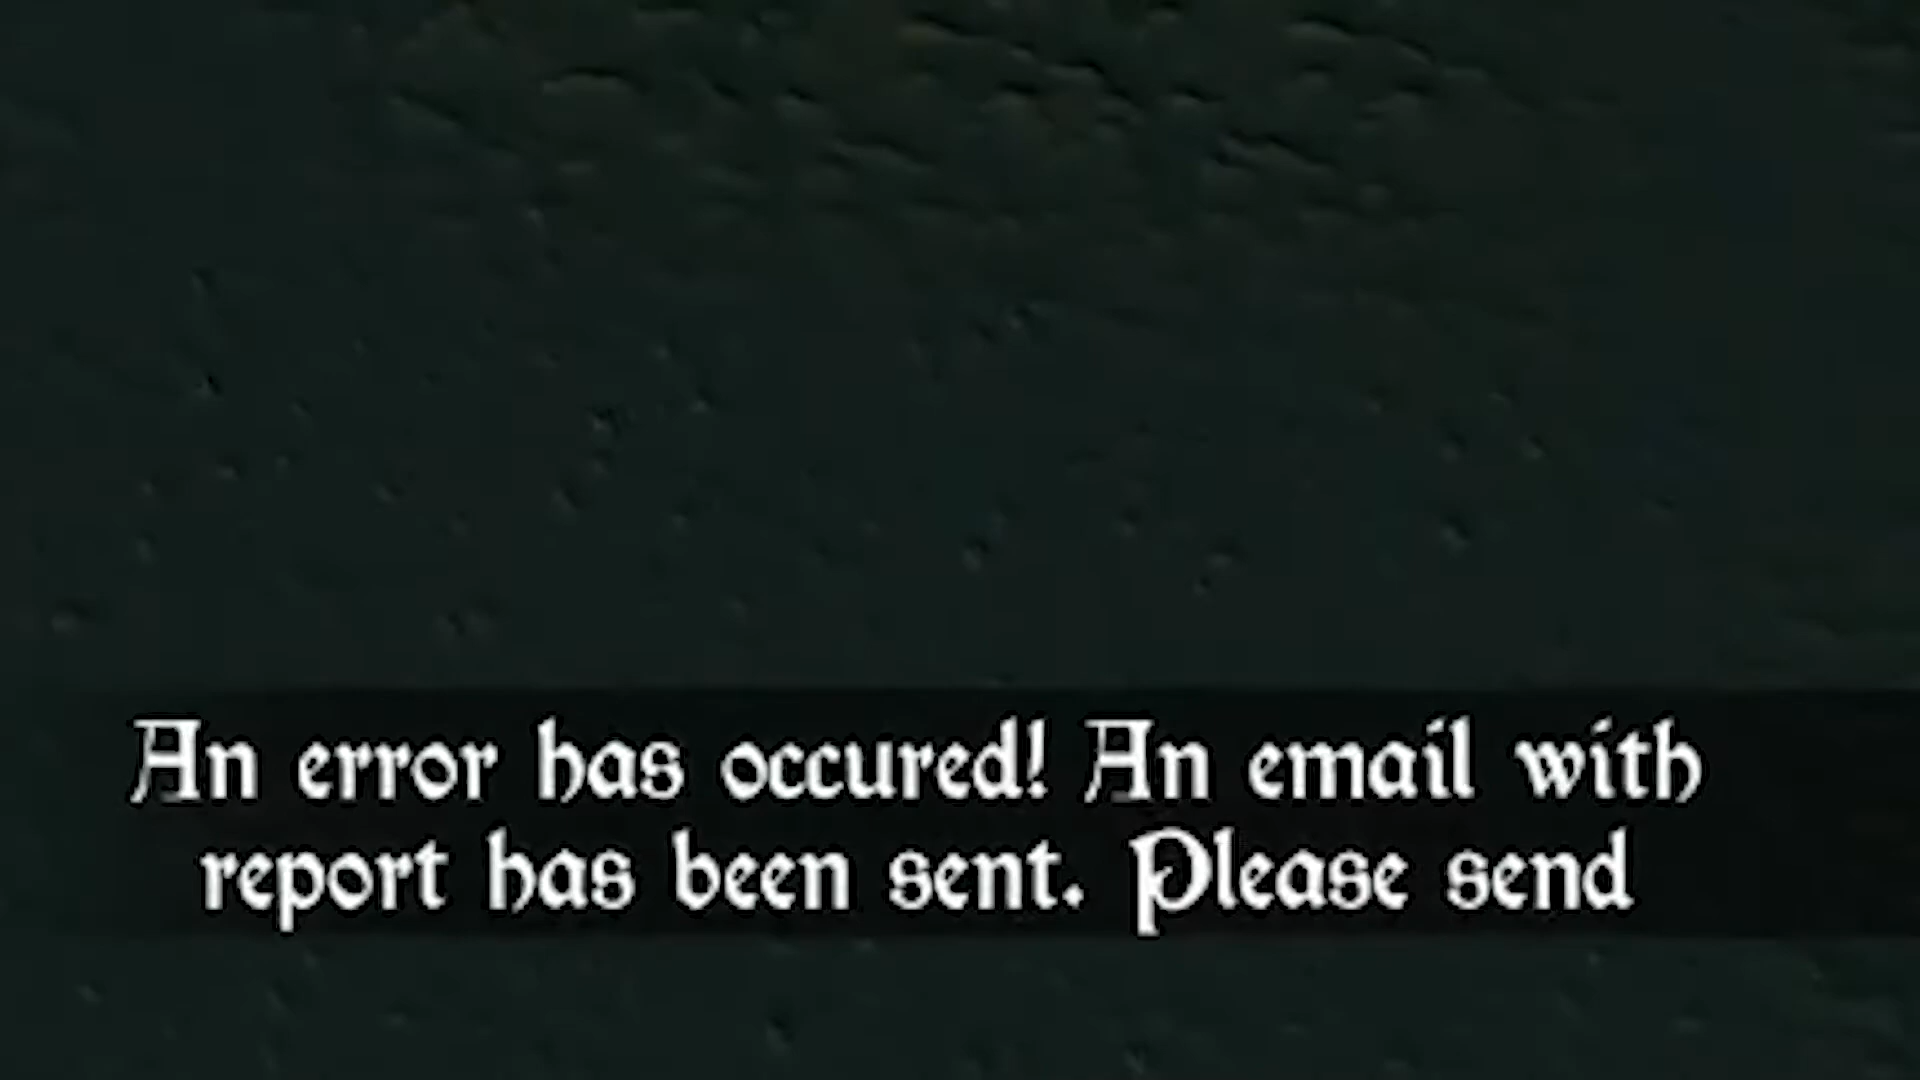 An error has occured! An email with
report has been sent. Please send